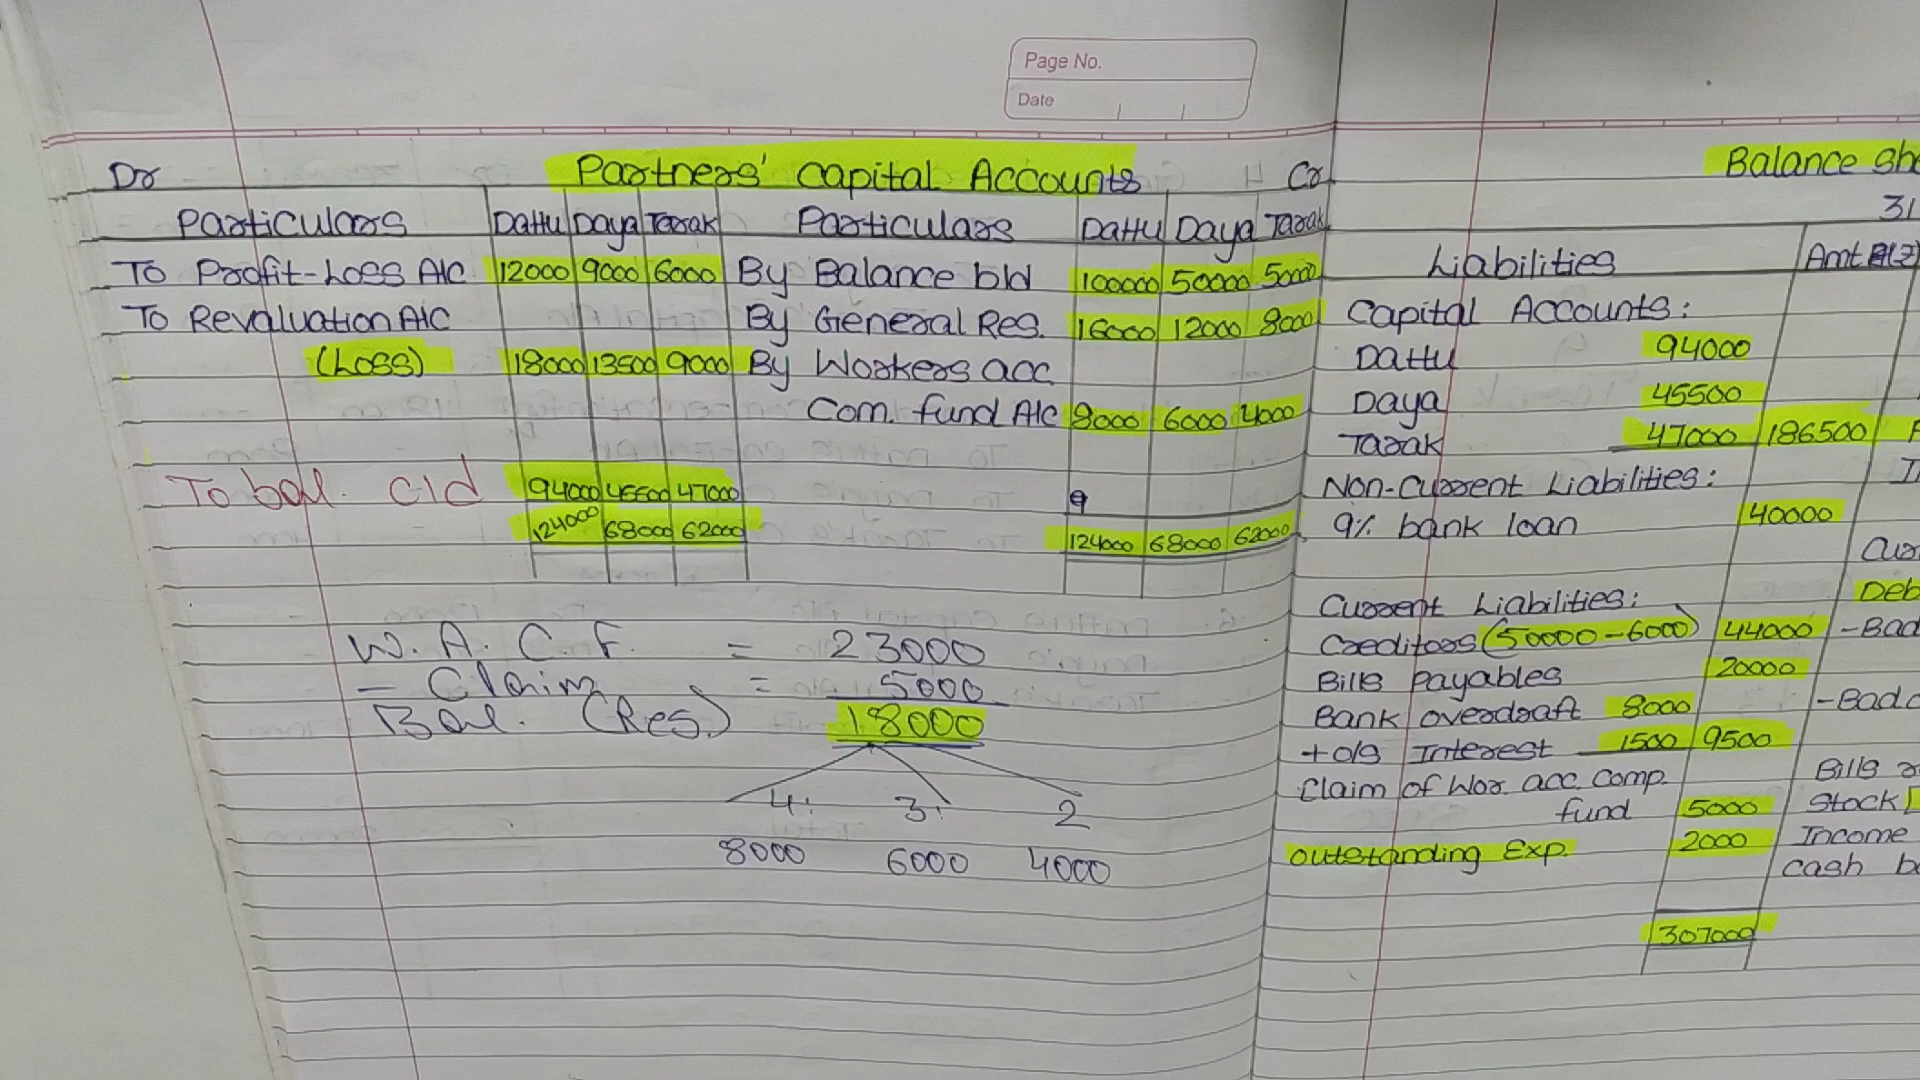 Page No.
Date
Dr Partners' Capital Accounts Cr
Particulars Dattu Daya Tarak Particulars Dattu Daya Tarak
To Profit-Loss A/C 12000 9000 6000 By Balance b/d 100000 50000 50000
To Revaluation A/C By General Res. 16000 12000 8000
(Loss) 18000 13500 9000 By Workers acc
Com. fund A/C 8000 6000 4000
To bal. c/d 94000 45500 47000
124000 68000 62000 124000 68000 62000
W. A. C. F. = 23000
- Claim = 5000
Bal. (Res.) 18000
4: 3: 2
8000 6000 4000
Balance Sh
31
Liabilities Amt
Capital Accounts:
Dattu 94000
Daya 45500
Tarak 47000 186500
Non-Current Liabilities:
9% bank loan 40000
Cur
Current Liabilities: Deb
Creditors (50000-6000) 44000 -Bad
Bills Payables 20000
Bank overdraft 8000 -Bad
+ o/s Interest 1500 9500
Claim of Wor. acc. comp. Bills
fund 5000 Stock
Outstanding Exp. 2000 Income
cash b
307000